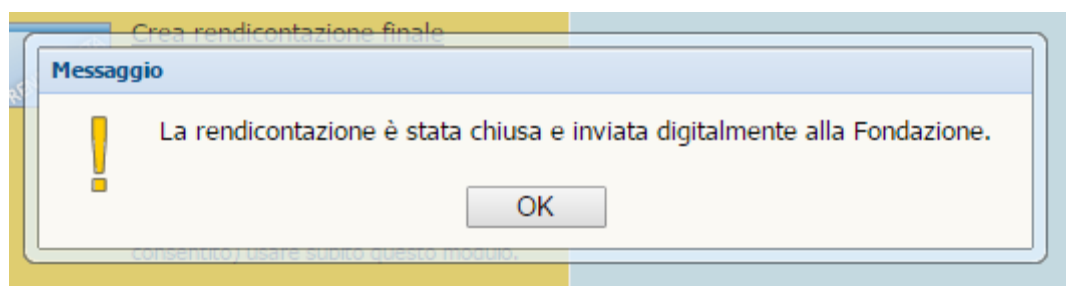 Crea rendicontazione finale
Messaggio
La rendicontazione è stata chiusa e inviata digitalmente alla Fondazione.
OK
consentito) usare subito questo modulo.